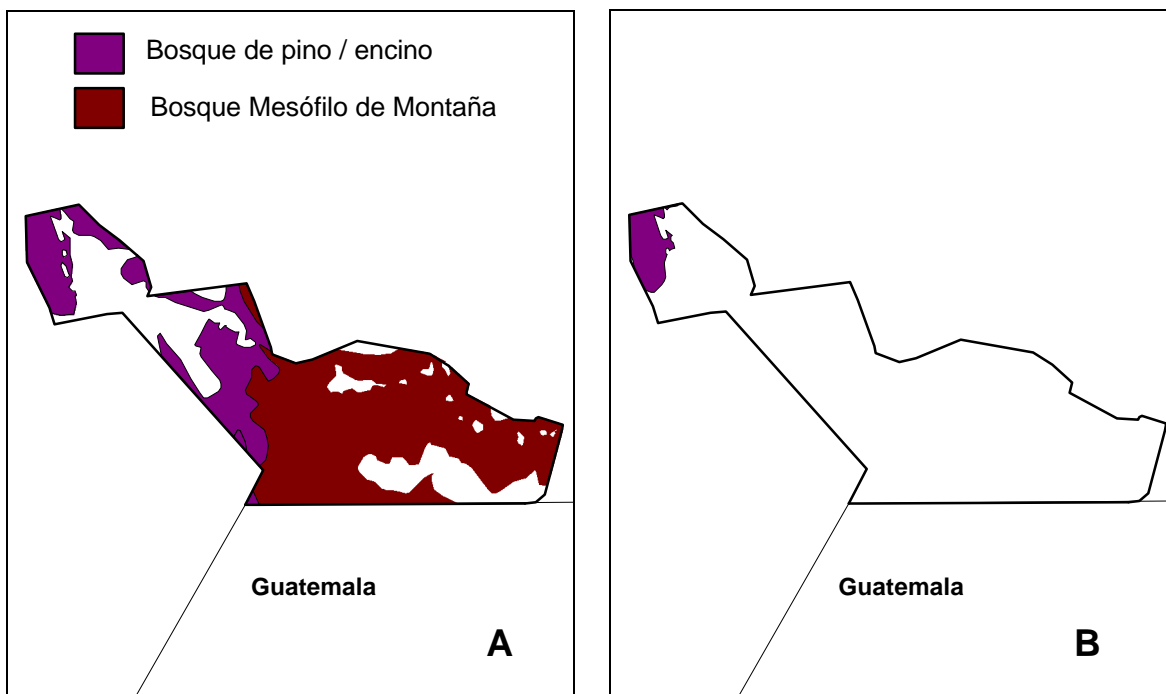 Bosque de pino / encino
Bosque Mesófilo de Montaña
Guatemala
A
Guatemala
B